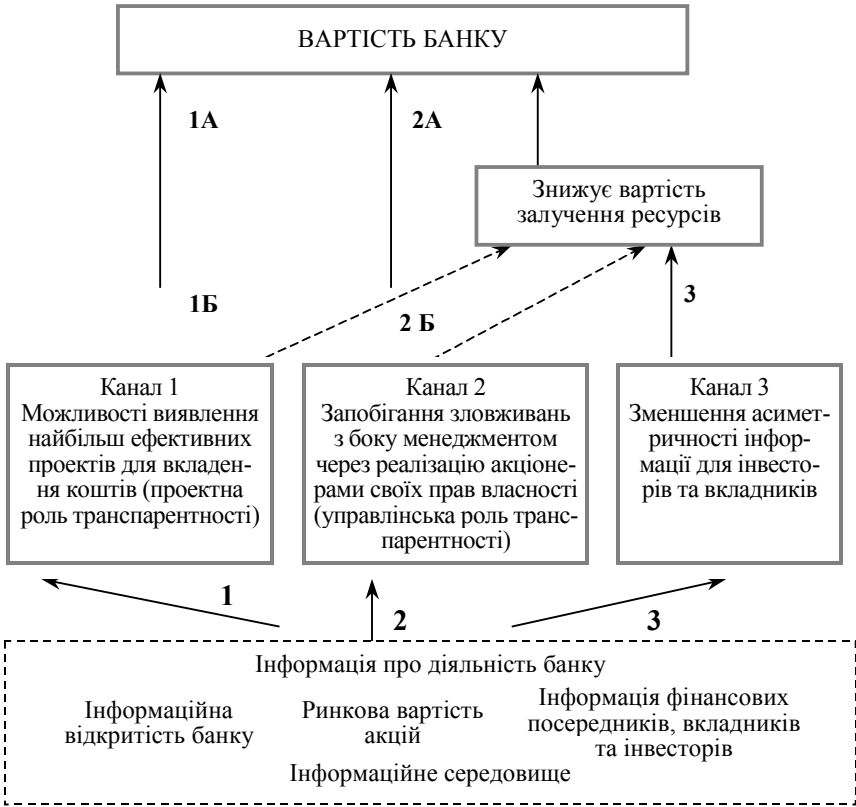 ВАРТІСТЬ БАНКУ
1А
2А
Знижує вартість
залучення ресурсів
1Б
2 Б
3
Канал 1
Можливості виявлення
найбільш ефективних
проектів для вкладен-
ня коштів (проектна
роль транспарентності)
Канал 2
Запобігання зловживань
з боку менеджментом
через реалізацію акціоне-
рами своїх прав власності
(управлінська роль транс-
парентності)
Канал 3
Зменшення асимет-
ричності інфор-
мації для інвесто-
рів та вкладників
1
2
3
Інформація про діяльність банку
Інформаційна
відкритість банку
Ринкова вартість
акцій
Інформація фінансових
посередників, вкладників
та інвесторів
Інформаційне середовище